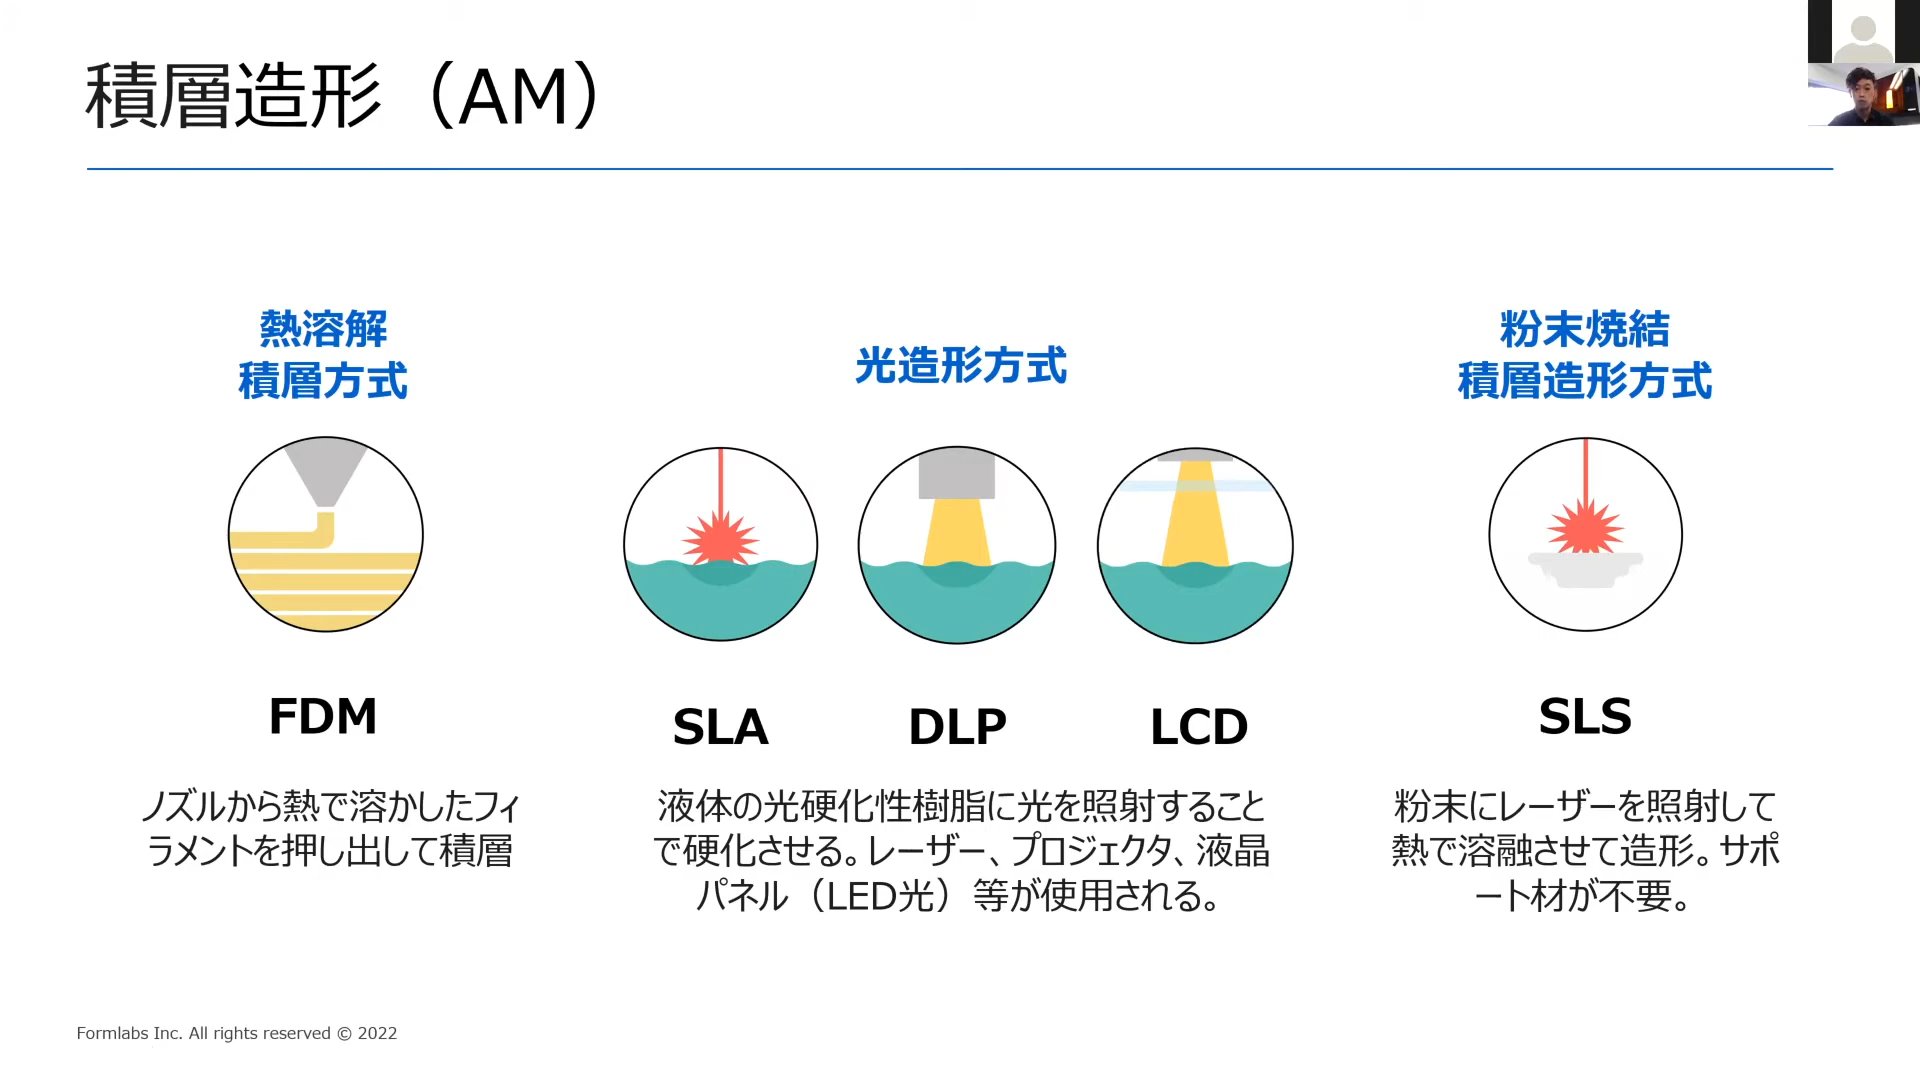 積層造形（AM）
熱溶解
積層方式
光造形方式
粉末焼結
積層造形方式
FDM
SLA
DLP
LCD
SLS
ノズルから熱で溶かしたフィ
ラメントを押し出して積層
液体の光硬化性樹脂に光を照射すること
で硬化させる。レーザー、プロジェクタ、液晶
パネル（LED光）等が使用される。
粉末にレーザーを照射して
熱で溶融させて造形。サポ
ート材が不要。
Formlabs Inc. All rights reserved © 2022